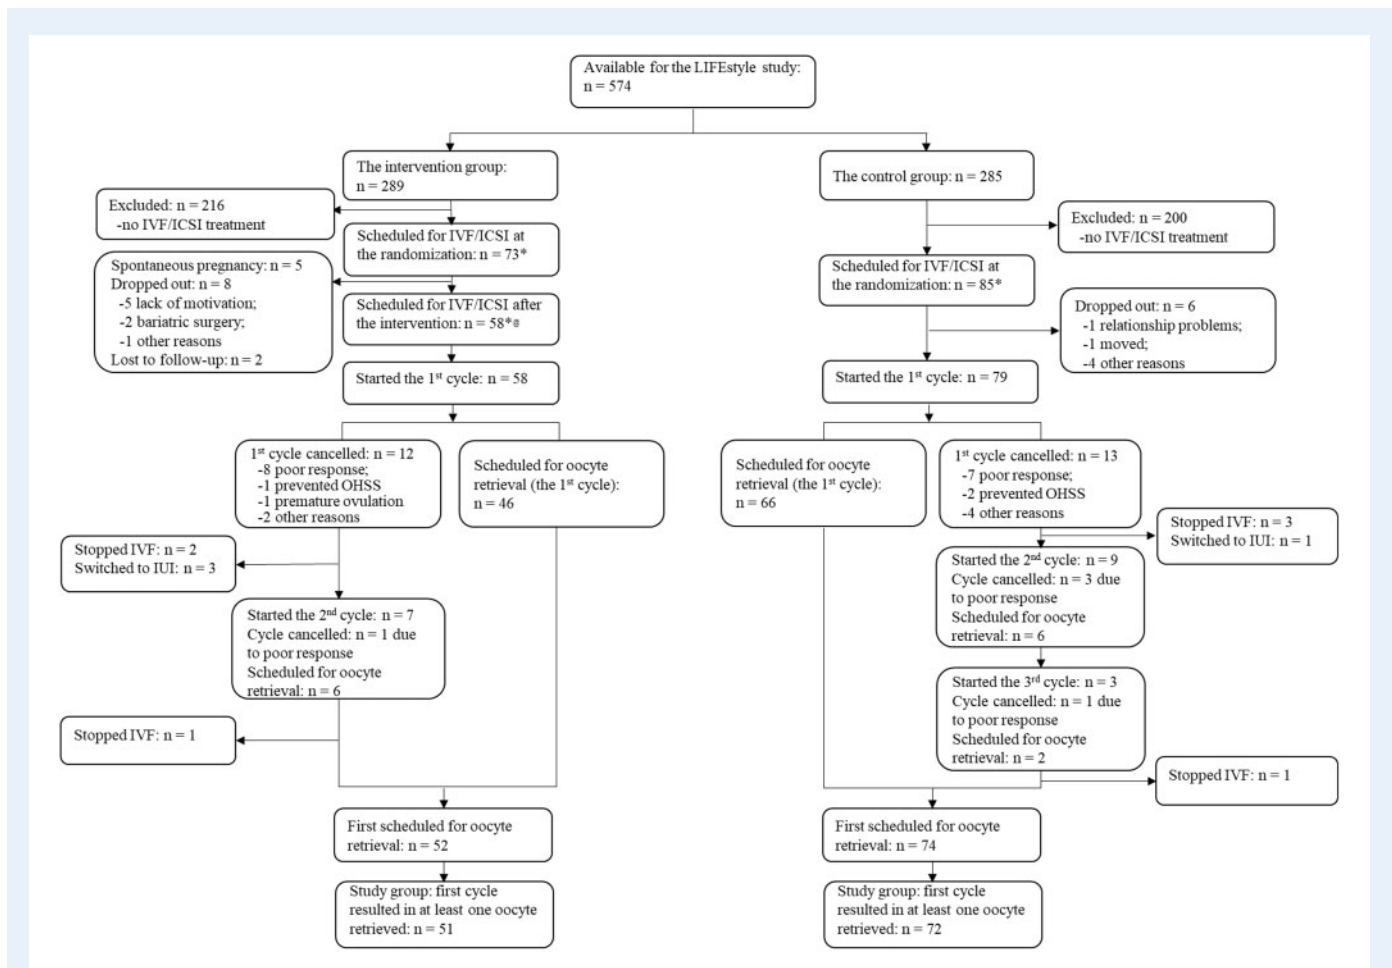 Available for the LIFEstyle study:
n = 574
The intervention group:
n = 289
The control group: n = 285
Excluded: n = 216
-no IVF/ICSI treatment
Excluded: n = 200
-no IVF/ICSI treatment
Scheduled for IVF/ICSI at
the randomization: n = 73*
Scheduled for IVF/ICSI at
the randomization: n = 85*
Spontaneous pregnancy: n = 5
Dropped out: n = 8
-5 lack of motivation;
-2 bariatric surgery;
-1 other reasons
Lost to follow-up: n = 2
Scheduled for IVF/ICSI after
the intervention: n = 58*@
Dropped out: n = 6
-1 relationship problems;
-1 moved;
-4 other reasons
Started the 1st cycle: n = 58
Started the 1st cycle: n = 79
1st cycle cancelled: n = 12
-8 poor response;
-1 prevented OHSS
-1 premature ovulation
-2 other reasons
Scheduled for oocyte
retrieval (the 1st cycle):
n = 46
Scheduled for oocyte
retrieval (the 1st cycle):
n = 66
1st cycle cancelled: n = 13
-7 poor response;
-2 prevented OHSS
-4 other reasons
Stopped IVF: n = 2
Switched to IUI: n = 3
Stopped IVF: n = 3
Switched to IUI: n = 1
Started the 2nd cycle: n = 7
Cycle cancelled: n = 1 due
to poor response
Scheduled for oocyte
retrieval: n = 6
Started the 2nd cycle: n = 9
Cycle cancelled: n = 3 due
to poor response
Scheduled for oocyte
retrieval: n = 6
Started the 3rd cycle: n = 3
Cycle cancelled: n = 1 due
to poor response
Scheduled for oocyte
retrieval: n = 2
Stopped IVF: n = 1
Stopped IVF: n = 1
First scheduled for oocyte
retrieval: n = 52
First scheduled for oocyte
retrieval: n = 74
Study group: first cycle
resulted in at least one oocyte
retrieved: n = 51
Study group: first cycle
resulted in at least one oocyte
retrieved: n = 72